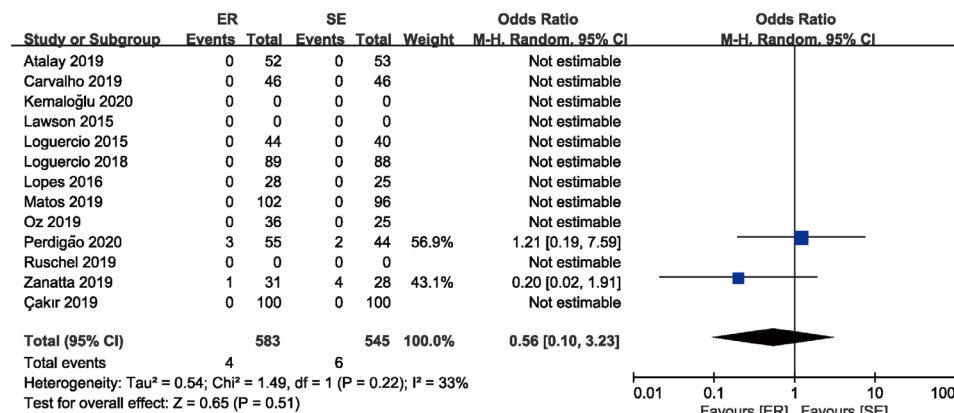 ER SE Odds Ratio Odds Ratio
Study or Subgroup Events Total Events Total Weight M-H. Random. 95% CI M-H. Random. 95% CI
Atalay 2019 0 52 0 53 Not estimable
Carvalho 2019 0 46 0 46 Not estimable
Kemaloğlu 2020 0 0 0 0 Not estimable
Lawson 2015 0 0 0 0 Not estimable
Loguercio 2015 0 44 0 40 Not estimable
Loguercio 2018 0 89 0 88 Not estimable
Lopes 2016 0 28 0 25 Not estimable
Matos 2019 0 102 0 96 Not estimable
Oz 2019 0 36 0 25 Not estimable
Perdigão 2020 3 55 2 44 56.9% 1.21 [0.19, 7.59]
Ruschel 2019 0 0 0 0 Not estimable
Zanatta 2019 1 31 4 28 43.1% 0.20 [0.02, 1.91]
Çakır 2019 0 100 0 100 Not estimable
Total (95% CI) 583 545 100.0% 0.56 [0.10, 3.23]
Total events 4 6
Heterogeneity: Tau² = 0.54; Chi² = 1.49, df = 1 (P = 0.22); I² = 33%
Test for overall effect: Z = 0.65 (P = 0.51)
0.01 0.1 1 10 100
Favours [ER] Favours [SE]